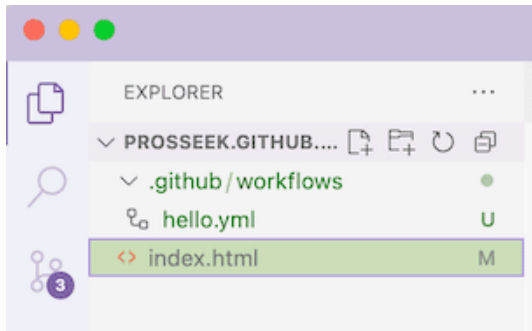 EXPLORER ...
PROSSEEK.GITHUB....
.github/workflows
hello.yml U
index.html M
3